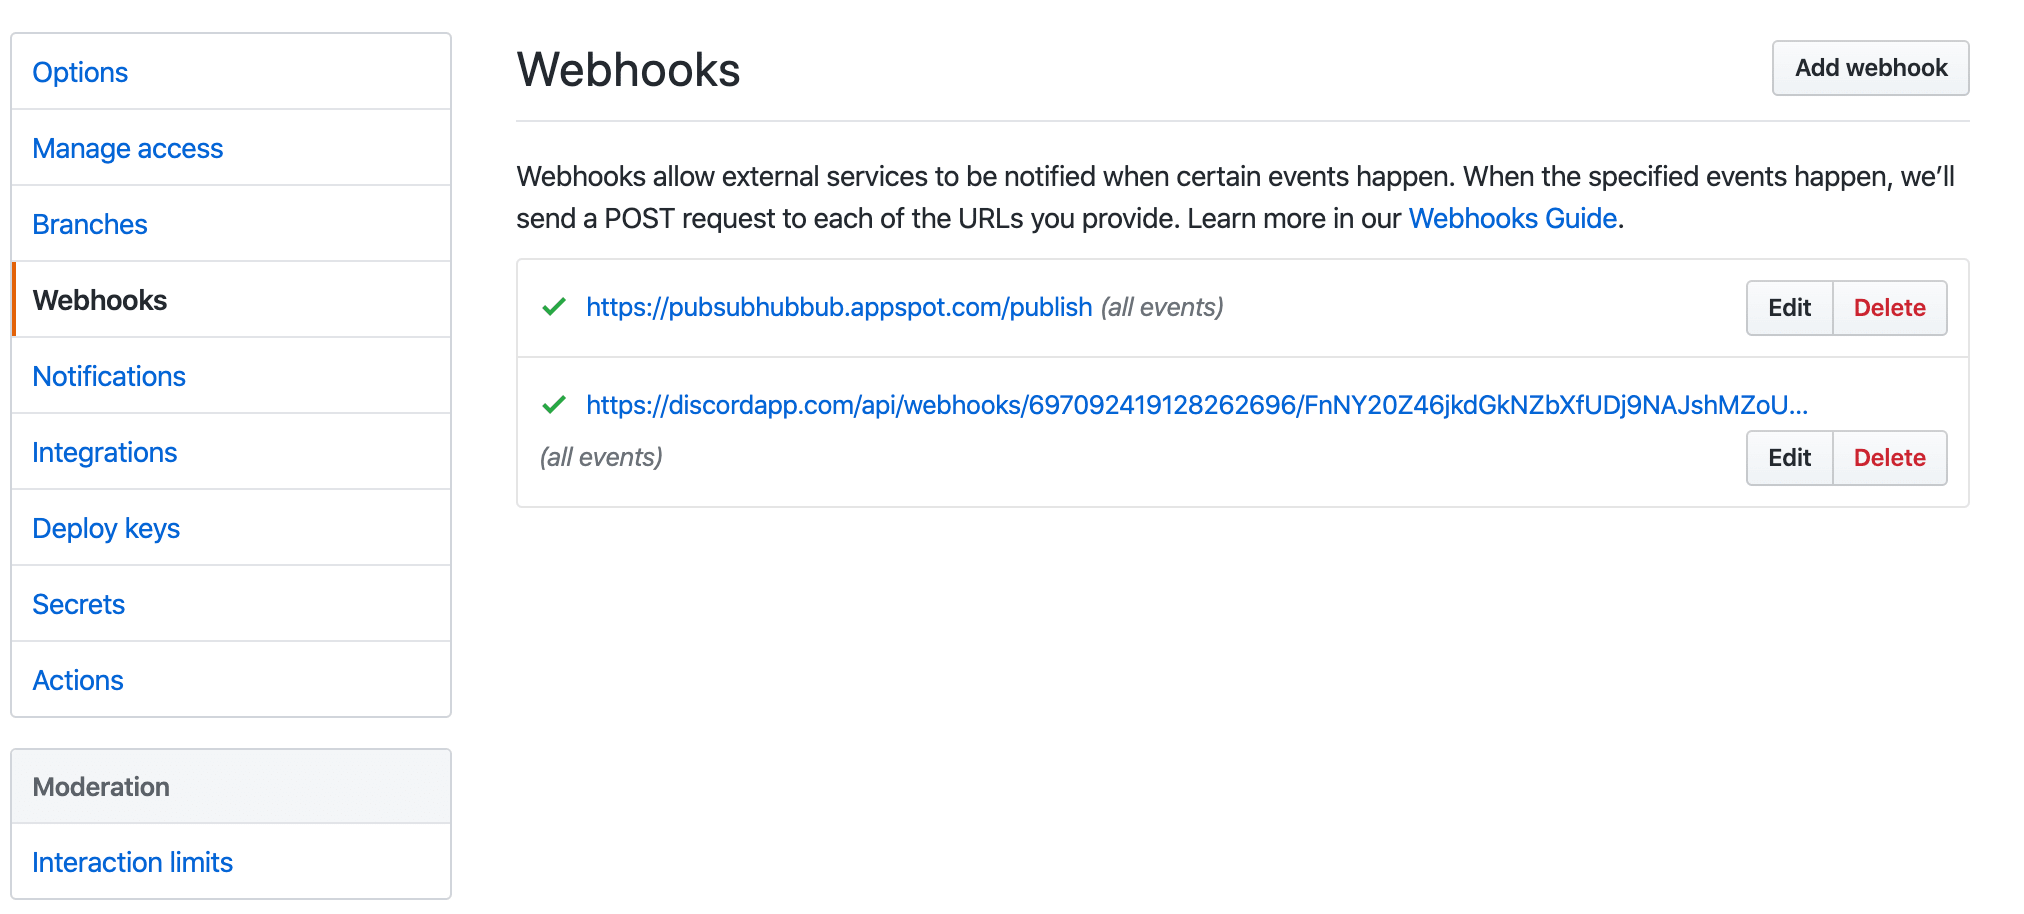 Options
Manage access
Branches
Webhooks
Notifications
Integrations
Deploy keys
Secrets
Actions
Moderation
Interaction limits
Webhooks
Add webhook
Webhooks allow external services to be notified when certain events happen. When the specified events happen, we’ll
send a POST request to each of the URLs you provide. Learn more in our Webhooks Guide.
https://pubsubhubbub.appspot.com/publish (all events)
Edit Delete
https://discordapp.com/api/webhooks/697092419128262696/FnNY20Z46jkdGkNZbXfUDj9NAJshMZoU...
(all events)
Edit Delete